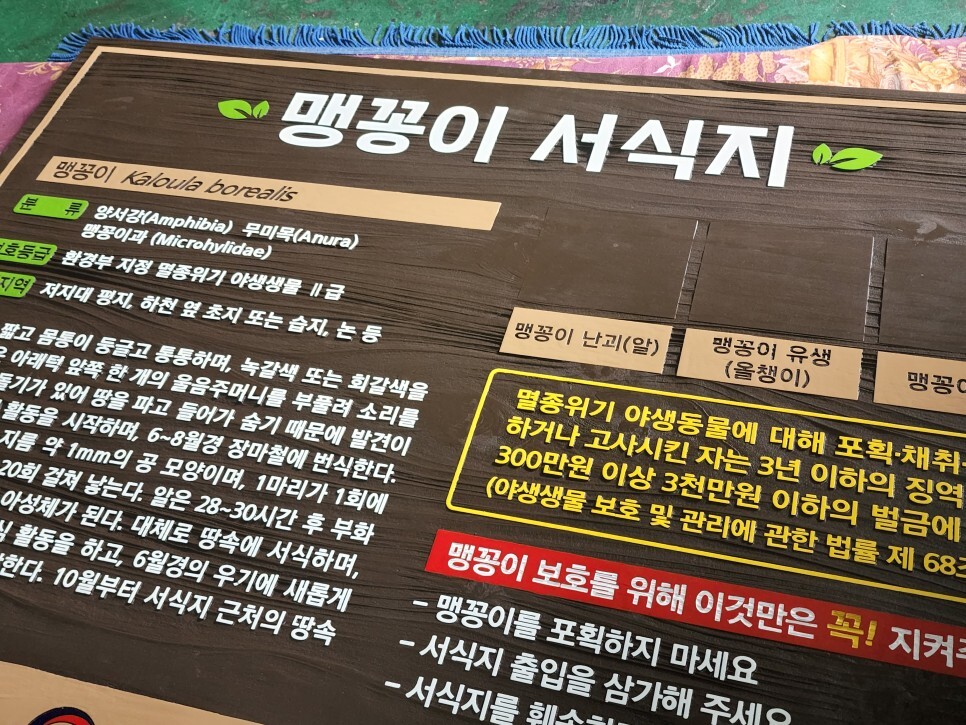 맹꽁이 서식지
맹꽁이 Kaloula borealis
분 류 양서강(Amphibia) 무미목(Anura)
맹꽁이과 (Microhylidae)
보호등급 환경부 지정 멸종위기 야생생물 Ⅱ급
지역 저지대 평지, 하천 옆 초지 또는 습지, 논 등
짧고 몸통이 둥글고 통통하며, 녹갈색 또는 회갈색을
아래턱 앞쪽 한 개의 울음주머니를 부풀려 소리를
돌기가 있어 땅을 파고 들어가 숨기 때문에 발견이
활동을 시작하며, 6~8월경 장마철에 번식한다.
지름 약 1mm의 공 모양이며, 1마리가 1회에
20회 걸쳐 낳는다. 알은 28~30시간 후 부화
아성체가 된다. 대체로 땅속에 서식하며,
활동을 하고, 6월경의 우기에 새롭게
한다. 10월부터 서식지 근처의 땅속
맹꽁이 난괴(알)
맹꽁이 유생
(올챙이)
맹꽁이
멸종위기 야생동물에 대해 포획·채취·
하거나 고사시킨 자는 3년 이하의 징역
300만원 이상 3천만원 이하의 벌금에
(야생생물 보호 및 관리에 관한 법률 제 68조
맹꽁이 보호를 위해 이것만은 꼭! 지켜주
- 맹꽁이를 포획하지 마세요
- 서식지 출입을 삼가해 주세요
- 서식지를 훼손하